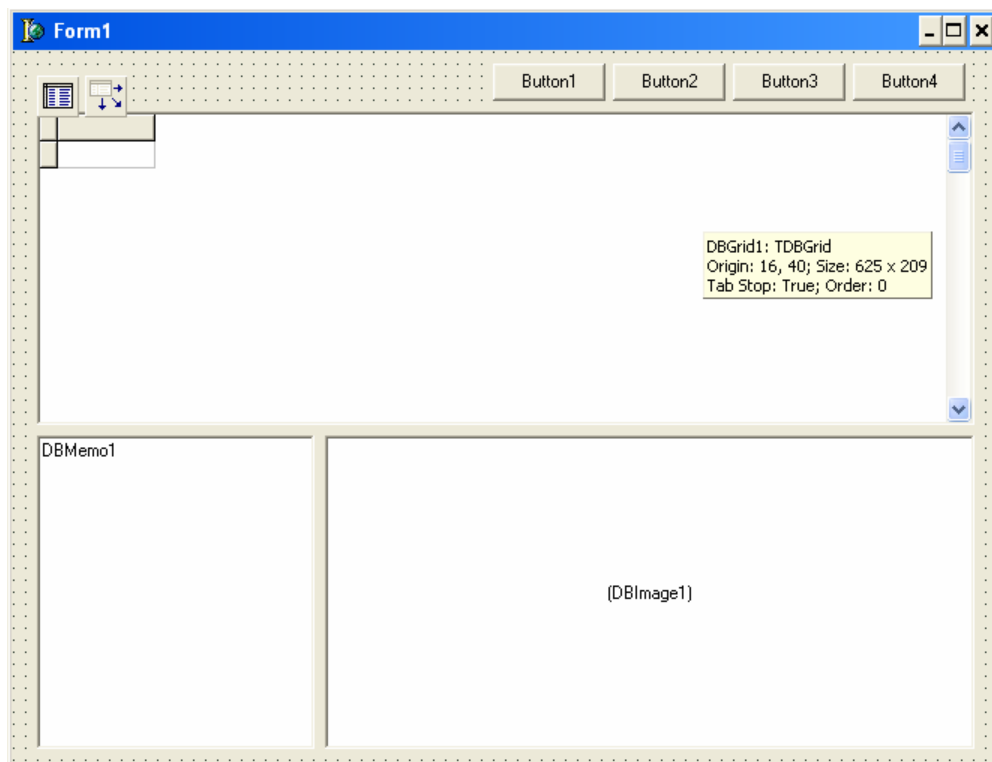 Form1
Button1 Button2 Button3 Button4
DBGrid1: TDBGrid
Origin: 16, 40; Size: 625 x 209
Tab Stop: True; Order: 0
DBMemo1
(DBImage1)